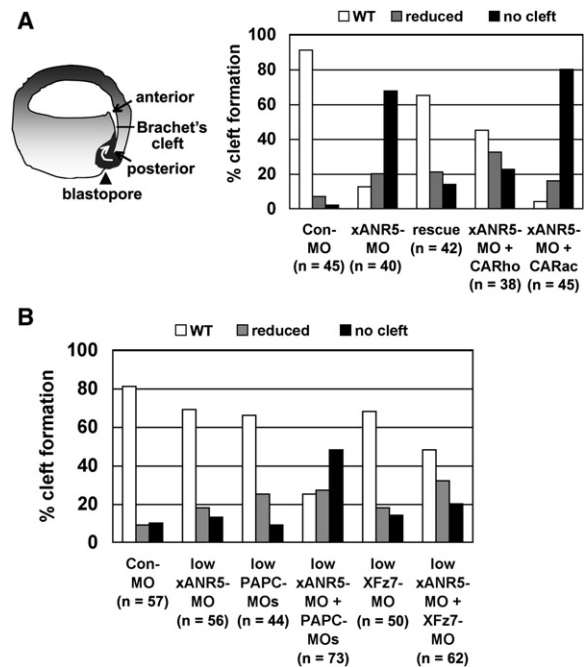 A
WT reduced no cleft
anterior
Brachet's
cleft
posterior
blastopore
% cleft formation
100
80
60
40
20
0
Con-
MO
(n = 45)
xANR5-
MO
(n = 40)
rescue
(n = 42)
xANR5-
MO +
CARho
(n = 38)
xANR5-
MO +
CARac
(n = 45)
B
WT reduced no cleft
% cleft formation
100
80
60
40
20
0
Con-
MO
(n = 57)
low
xANR5-
MO
(n = 56)
low
PAPC-
MOs
(n = 44)
low
xANR5-
MO +
PAPC-
MOs
(n = 73)
low
XFz7-
MO
(n = 50)
low
xANR5-
MO +
XFz7-
MO
(n = 62)